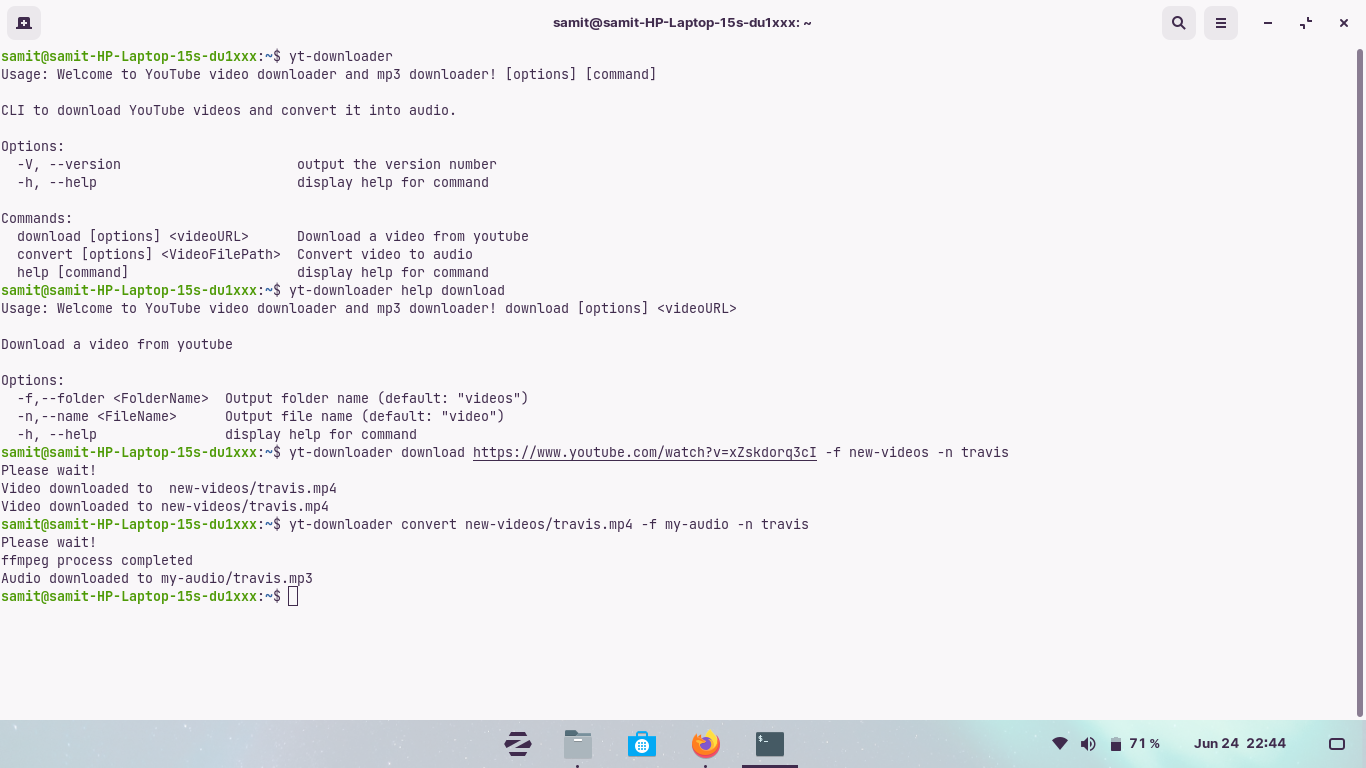 samit@samit-HP-Laptop-15s-du1xxx: ~
samit@samit-HP-Laptop-15s-du1xxx:~$ yt-downloader
Usage: Welcome to YouTube video downloader and mp3 downloader! [options] [command]
CLI to download YouTube videos and convert it into audio.
Options:
  -V, --version                      output the version number
  -h, --help                         display help for command
Commands:
  download [options] <videoURL>      Download a video from youtube
  convert [options] <VideoFilePath>  Convert video to audio
  help [command]                     display help for command
samit@samit-HP-Laptop-15s-du1xxx:~$ yt-downloader help download
Usage: Welcome to YouTube video downloader and mp3 downloader! download [options] <videoURL>
Download a video from youtube
Options:
  -f,--folder <FolderName>  Output folder name (default: "videos")
  -n,--name <FileName>      Output file name (default: "video")
  -h, --help                display help for command
samit@samit-HP-Laptop-15s-du1xxx:~$ yt-downloader download https://www.youtube.com/watch?v=xZskdorq3cI -f new-videos -n travis
Please wait!
Video downloaded to  new-videos/travis.mp4
Video downloaded to new-videos/travis.mp4
samit@samit-HP-Laptop-15s-du1xxx:~$ yt-downloader convert new-videos/travis.mp4 -f my-audio -n travis
Please wait!
ffmpeg process completed
Audio downloaded to my-audio/travis.mp3
samit@samit-HP-Laptop-15s-du1xxx:~$
$_
71 %
Jun 24 22:44